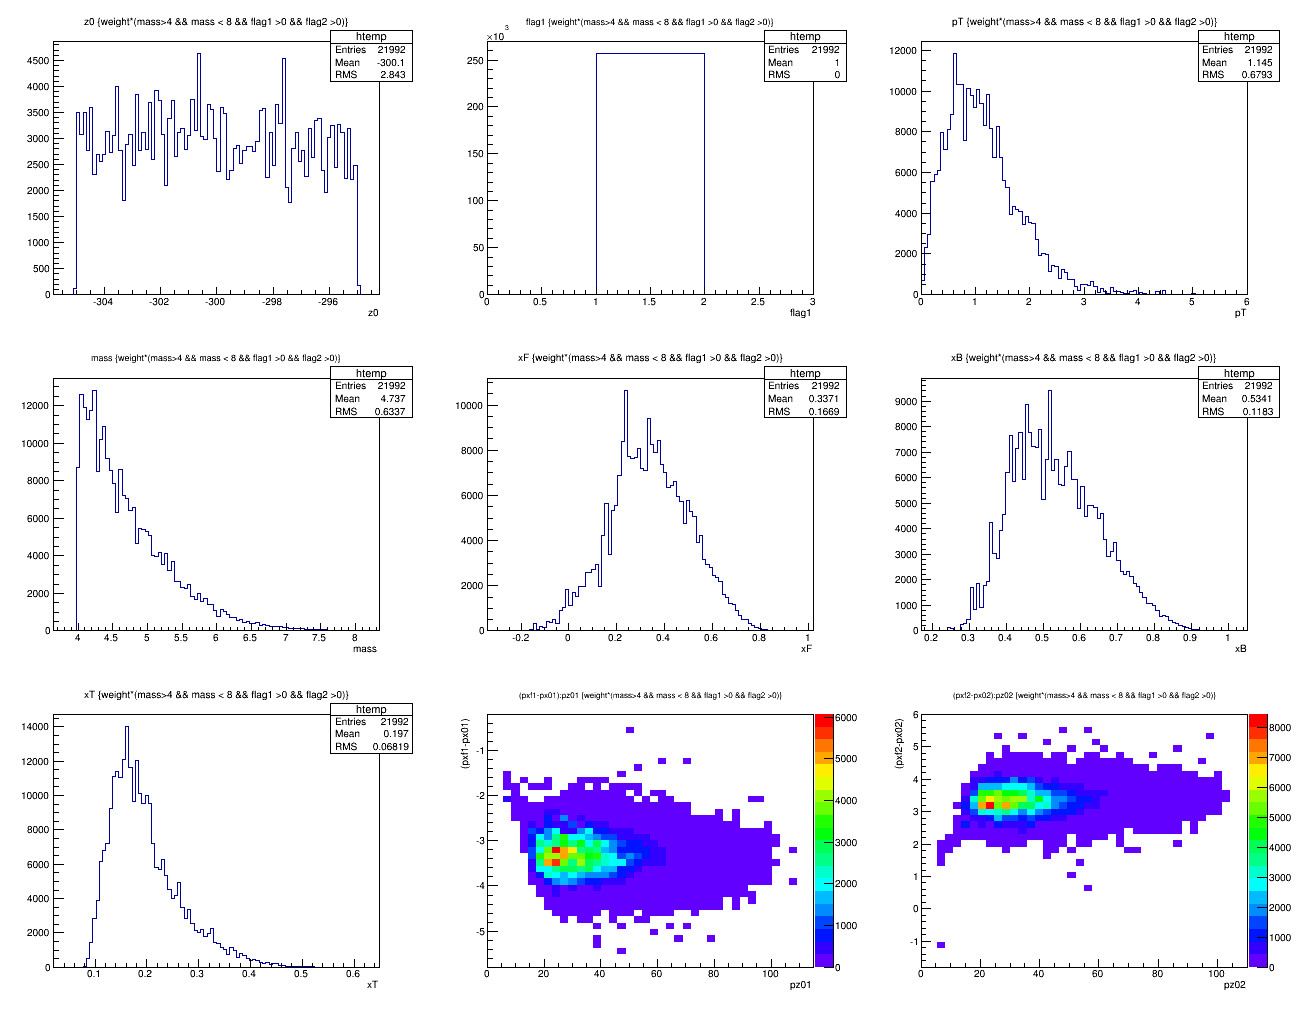 z0 {weight*(mass>4 && mass < 8 && flag1 >0 && flag2 >0)}
htemp
Entries 21992
Mean -300.1
RMS 2.843
4500
4000
3500
3000
2500
2000
1500
1000
500
0
-304 -302 -300 -298 -296
z0
flag1 {weight*(mass>4 && mass < 8 && flag1 >0 && flag2 >0)}
×10³
htemp
Entries 21992
Mean 1
RMS 0
250
200
150
100
50
0
0 0.5 1 1.5 2 2.5 3
flag1
pT {weight*(mass>4 && mass < 8 && flag1 >0 && flag2 >0)}
htemp
Entries 21992
Mean 1.145
RMS 0.6793
12000
10000
8000
6000
4000
2000
0
0 1 2 3 4 5 6
pT
mass {weight*(mass>4 && mass < 8 && flag1 >0 && flag2 >0)}
htemp
Entries 21992
Mean 4.737
RMS 0.6337
12000
10000
8000
6000
4000
2000
0
4 4.5 5 5.5 6 6.5 7 7.5 8
mass
xF {weight*(mass>4 && mass < 8 && flag1 >0 && flag2 >0)}
htemp
Entries 21992
Mean 0.3371
RMS 0.1669
10000
8000
6000
4000
2000
0
-0.2 0 0.2 0.4 0.6 0.8 1
xF
xB {weight*(mass>4 && mass < 8 && flag1 >0 && flag2 >0)}
htemp
Entries 21992
Mean 0.5341
RMS 0.1183
9000
8000
7000
6000
5000
4000
3000
2000
1000
0
0.2 0.3 0.4 0.5 0.6 0.7 0.8 0.9 1
xB
xT {weight*(mass>4 && mass < 8 && flag1 >0 && flag2 >0)}
htemp
Entries 21992
Mean 0.197
RMS 0.06819
14000
12000
10000
8000
6000
4000
2000
0
0.1 0.2 0.3 0.4 0.5 0.6
xT
(pxf1-px01):pz01 {weight*(mass>4 && mass < 8 && flag1 >0 && flag2 >0)}
(pxf1-px01)
-1
-2
-3
-4
-5
0 20 40 60 80 100
pz01
6000
5000
4000
3000
2000
1000
0
(pxf2-px02):pz02 {weight*(mass>4 && mass < 8 && flag1 >0 && flag2 >0)}
(pxf2-px02)
6
5
4
3
2
1
0
-1
0 20 40 60 80 100
pz02
8000
7000
6000
5000
4000
3000
2000
1000
0